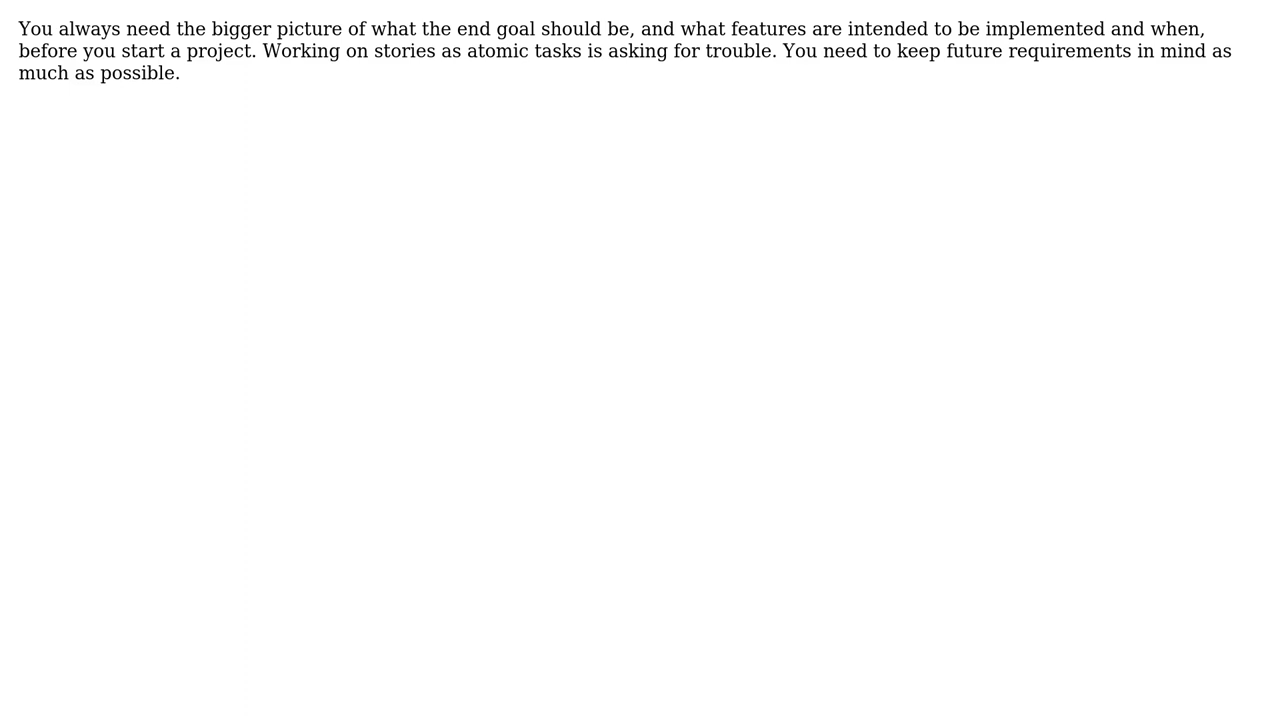 You always need the bigger picture of what the end goal should be, and what features are intended to be implemented and when,
before you start a project. Working on stories as atomic tasks is asking for trouble. You need to keep future requirements in mind as
much as possible.